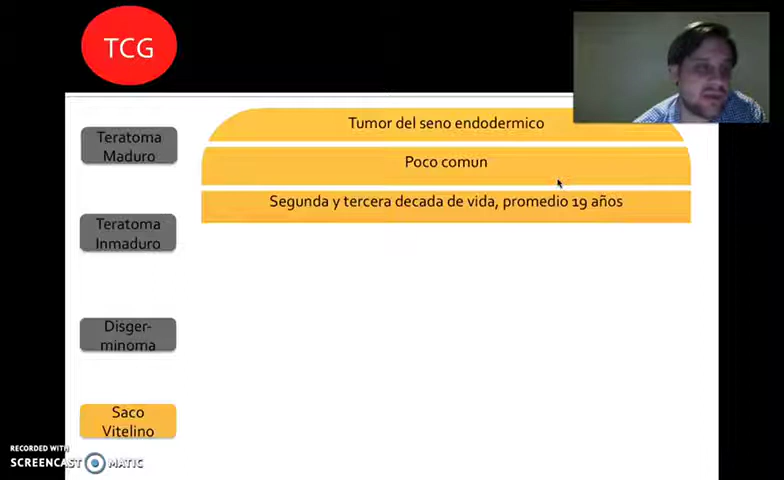 TCG
Teratoma
Maduro
Teratoma
Inmaduro
Disger-
minoma
Saco
Vitelino
Tumor del seno endodermico
Poco comun
Segunda y tercera decada de vida, promedio 19 años
RECORDED WITH
SCREENCAST MATIC